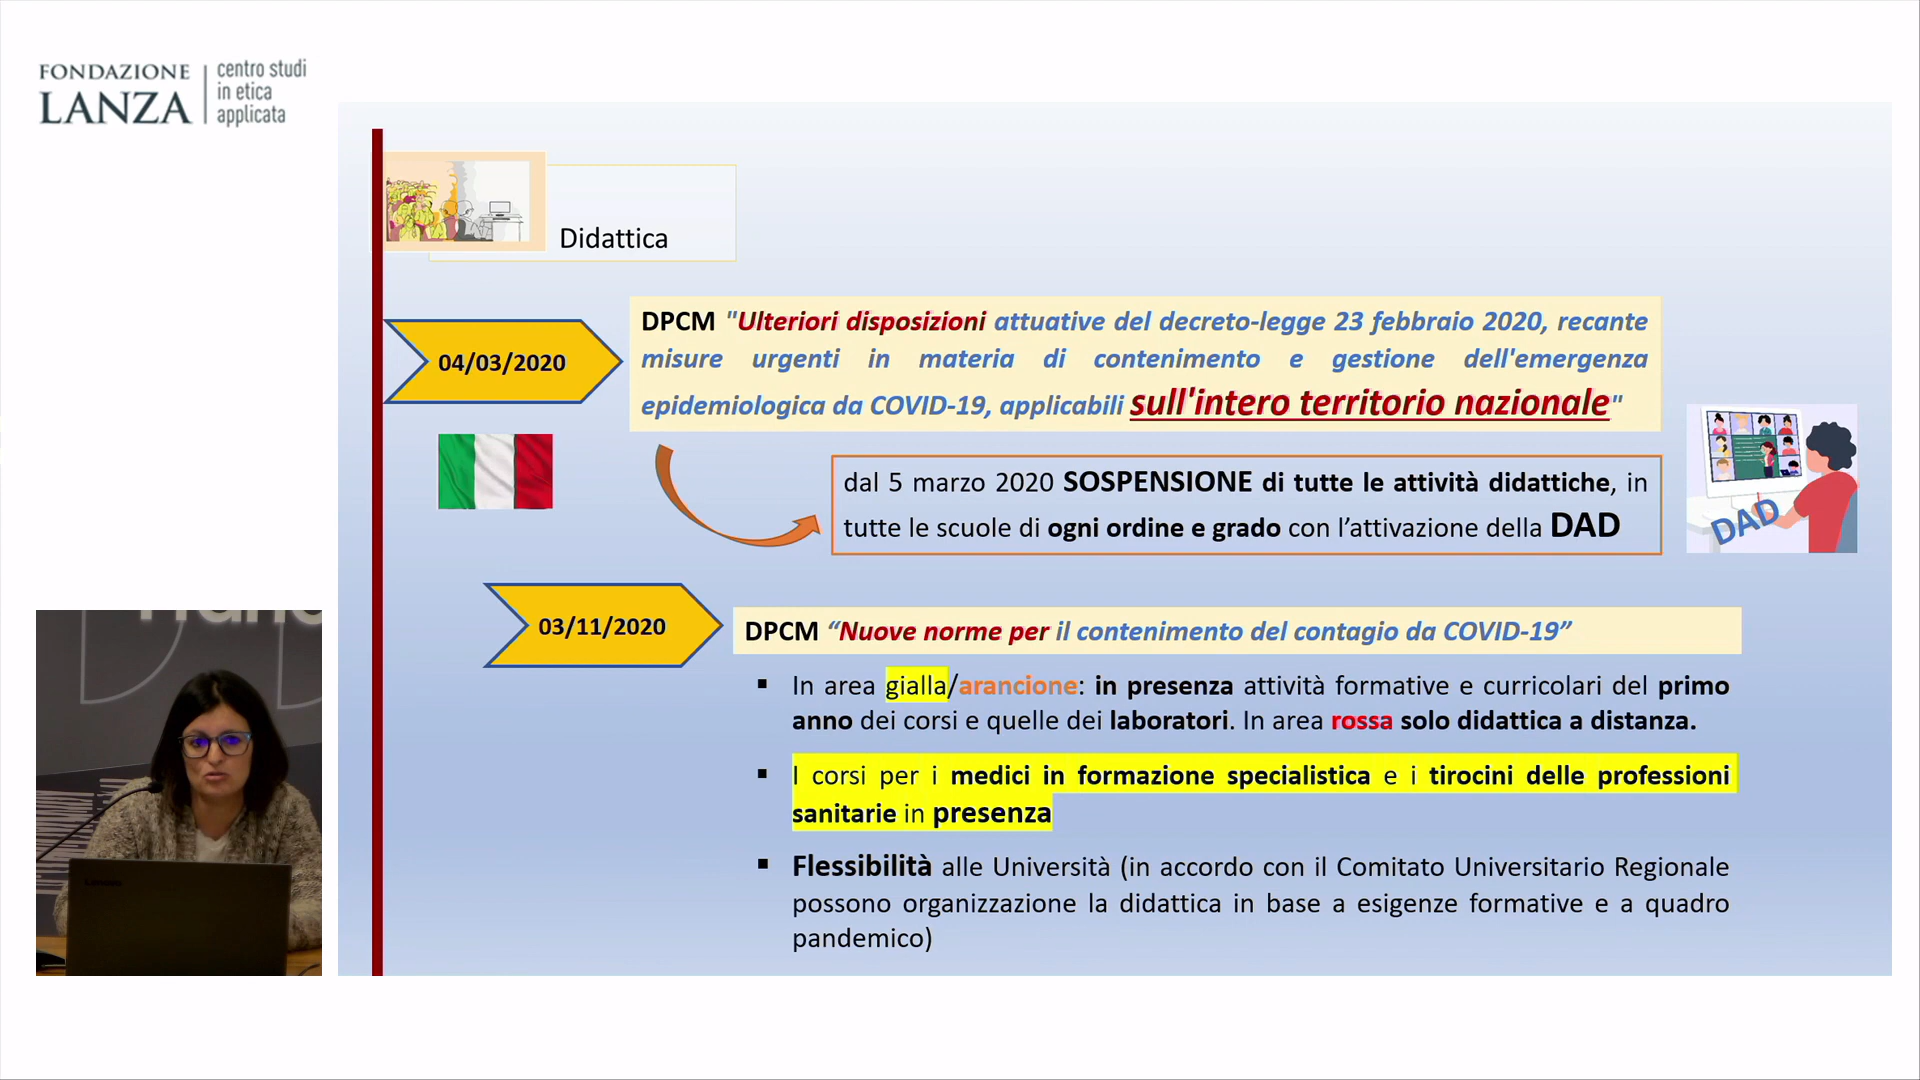 FONDAZIONE
LANZA
centro studi
in etica
applicata
Didattica
04/03/2020
DPCM "Ulteriori disposizioni attuative del decreto-legge 23 febbraio 2020, recante
misure urgenti in materia di contenimento e gestione dell'emergenza
epidemiologica da COVID-19, applicabili sull'intero territorio nazionale"
dal 5 marzo 2020 SOSPENSIONE di tutte le attività didattiche, in
tutte le scuole di ogni ordine e grado con l’attivazione della DAD
DAD
03/11/2020
DPCM “Nuove norme per il contenimento del contagio da COVID-19”
▪ In area gialla/arancione: in presenza attività formative e curricolari del primo
anno dei corsi e quelle dei laboratori. In area rossa solo didattica a distanza.
▪ I corsi per i medici in formazione specialistica e i tirocini delle professioni
sanitarie in presenza
▪ Flessibilità alle Università (in accordo con il Comitato Universitario Regionale
possono organizzazione la didattica in base a esigenze formative e a quadro
pandemico)